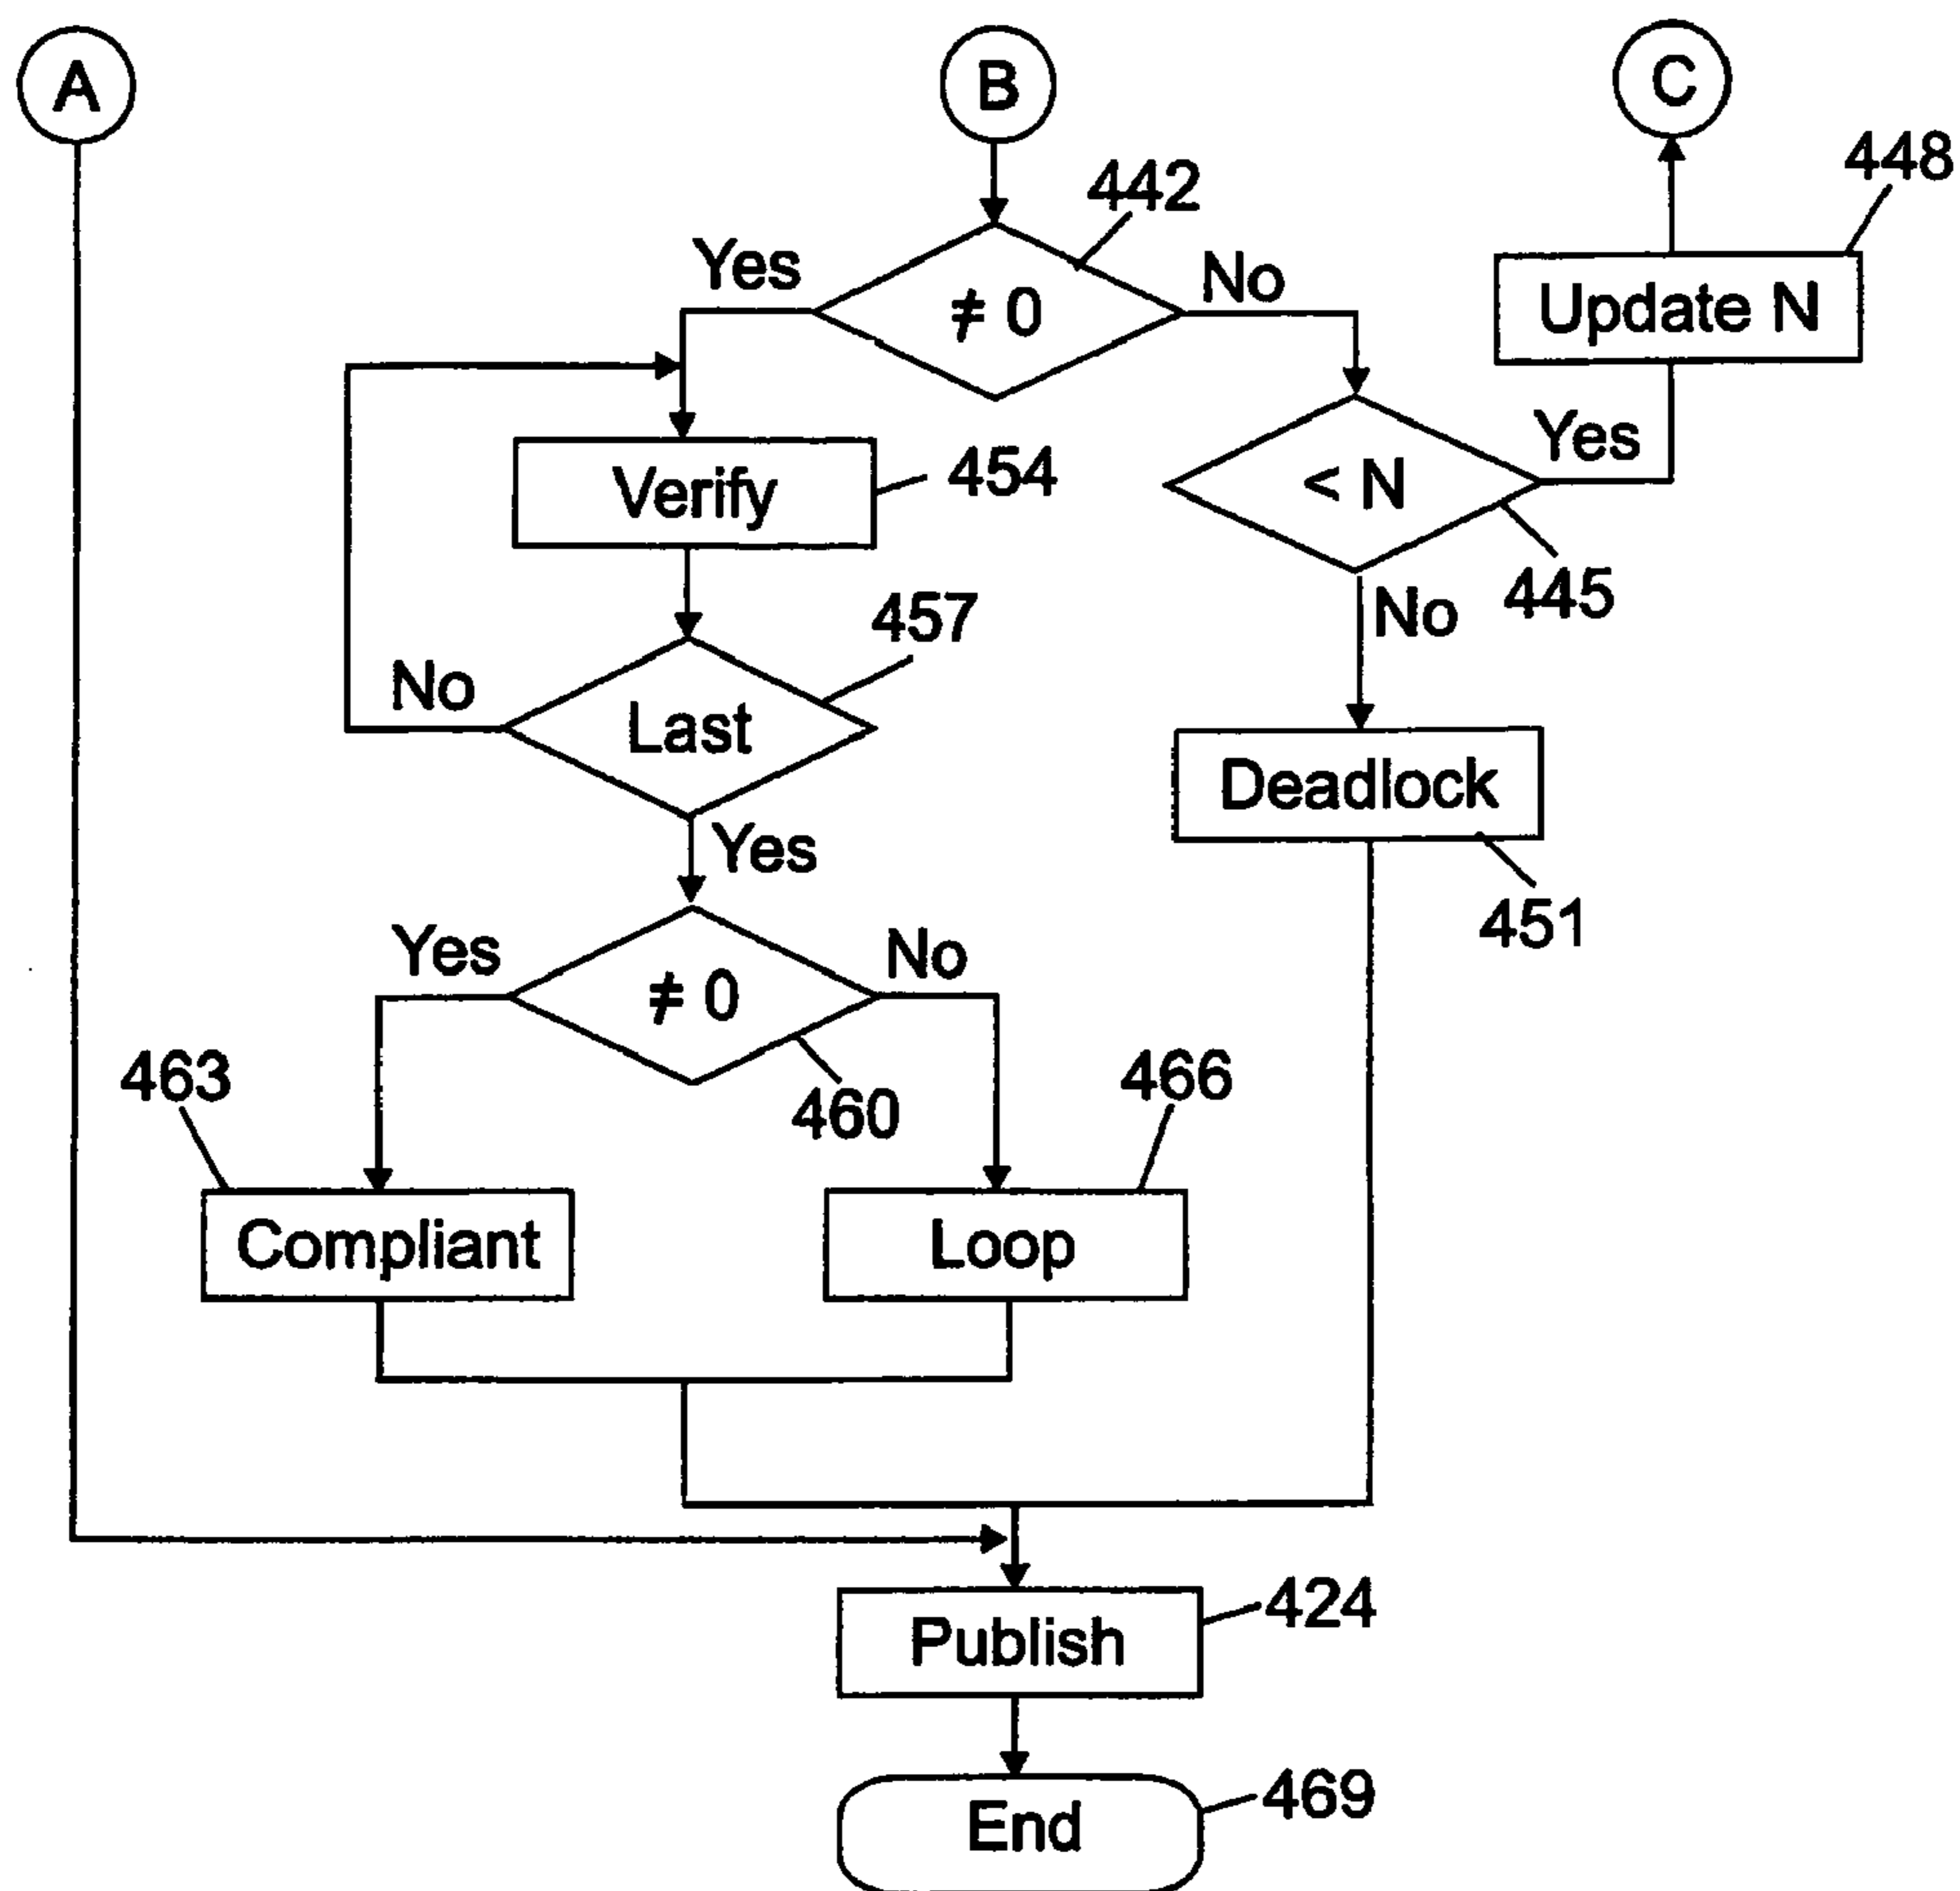 A
B
C
448
442
Yes
≠ 0
No
Update N
Verify
454
< N
Yes
445
No
457
No
Last
Deadlock
451
Yes
Yes
≠ 0
No
460
463
466
Compliant
Loop
Publish
424
End
469